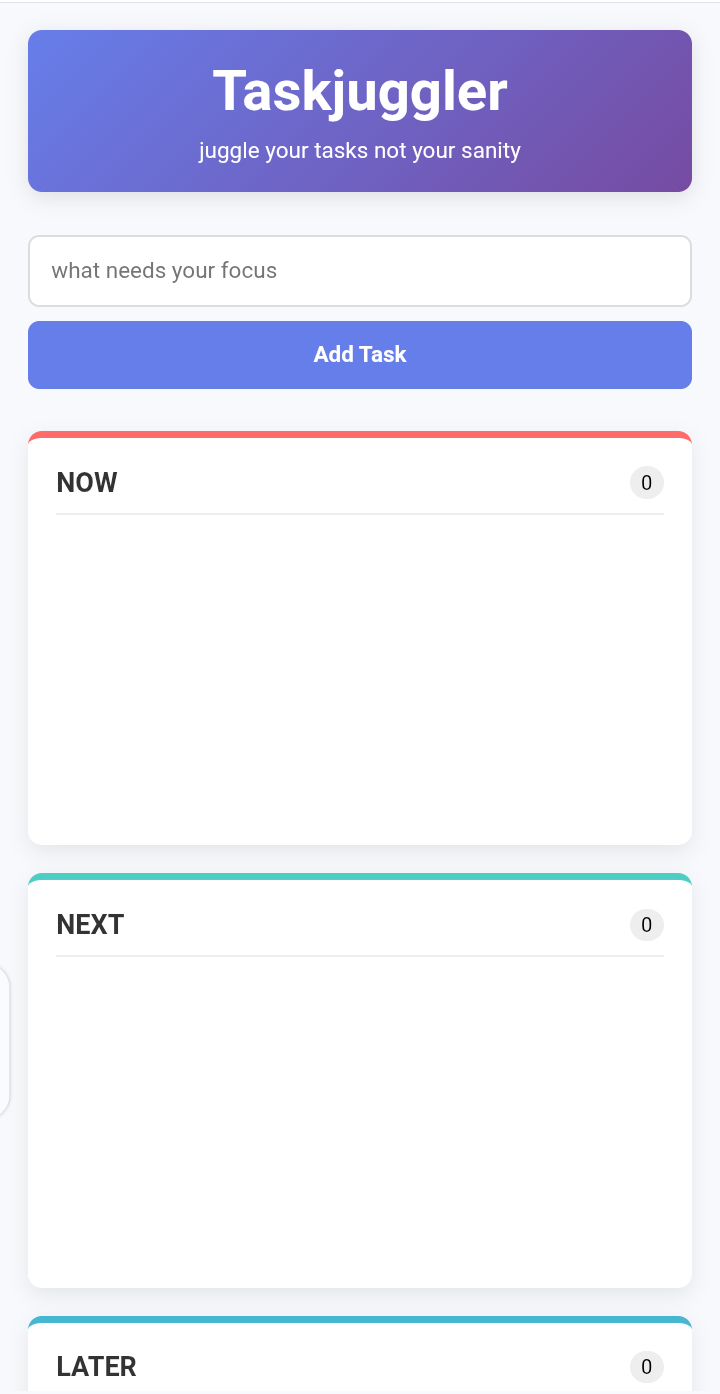 Taskjuggler
juggle your tasks not your sanity
what needs your focus
Add Task
NOW 0
NEXT 0
LATER 0